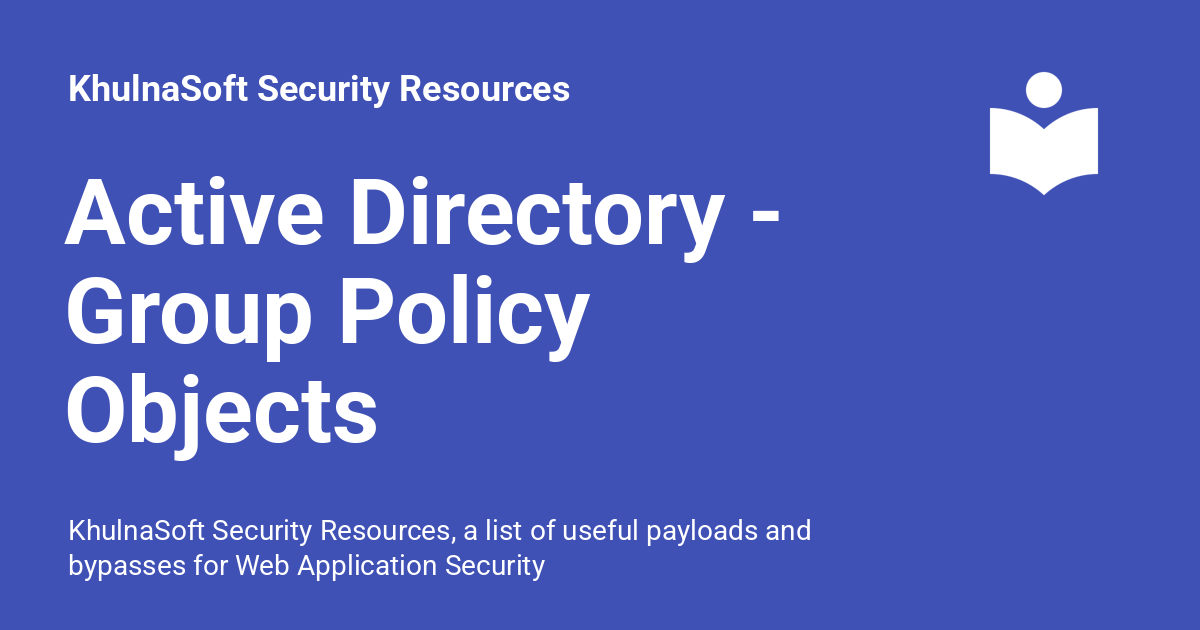 KhulnaSoft Security Resources
Active Directory -
Group Policy
Objects
KhulnaSoft Security Resources, a list of useful payloads and
bypasses for Web Application Security